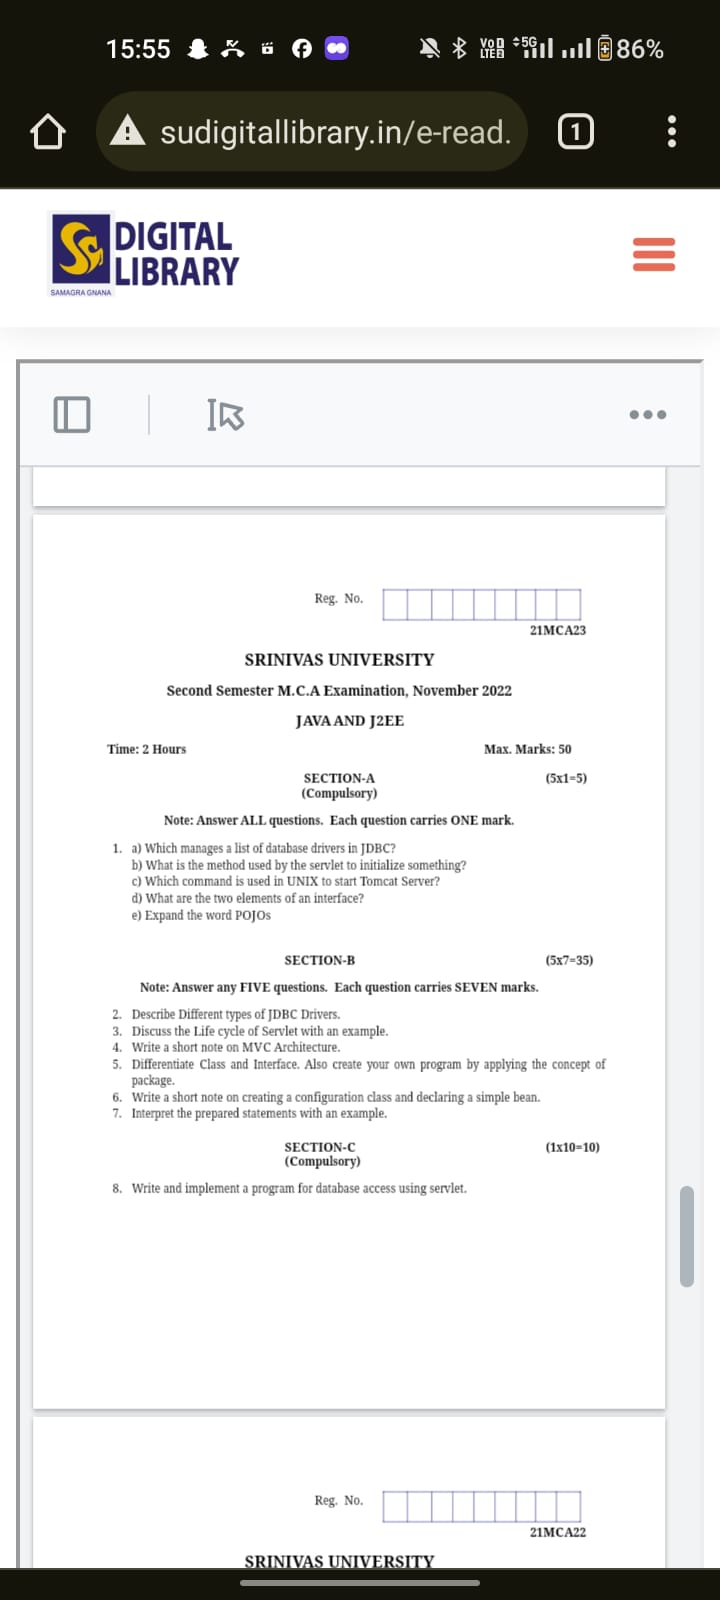 15:55 5G 86%
sudigitallibrary.in/e-read.
1
DIGITAL
LIBRARY
SAMAGRA GNANA
Reg. No.
21MCA23
SRINIVAS UNIVERSITY
Second Semester M.C.A Examination, November 2022
JAVA AND J2EE
Time: 2 Hours Max. Marks: 50
SECTION-A (5x1=5)
(Compulsory)
Note: Answer ALL questions. Each question carries ONE mark.
1. a) Which manages a list of database drivers in JDBC?
b) What is the method used by the servlet to initialize something?
c) Which command is used in UNIX to start Tomcat Server?
d) What are the two elements of an interface?
e) Expand the word POJOs
SECTION-B (5x7=35)
Note: Answer any FIVE questions. Each question carries SEVEN marks.
2. Describe Different types of JDBC Drivers.
3. Discuss the Life cycle of Servlet with an example.
4. Write a short note on MVC Architecture.
5. Differentiate Class and Interface. Also create your own program by applying the concept of
package.
6. Write a short note on creating a configuration class and declaring a simple bean.
7. Interpret the prepared statements with an example.
SECTION-C (1x10=10)
(Compulsory)
8. Write and implement a program for database access using servlet.
Reg. No.
21MCA22
SRINIVAS UNIVERSITY